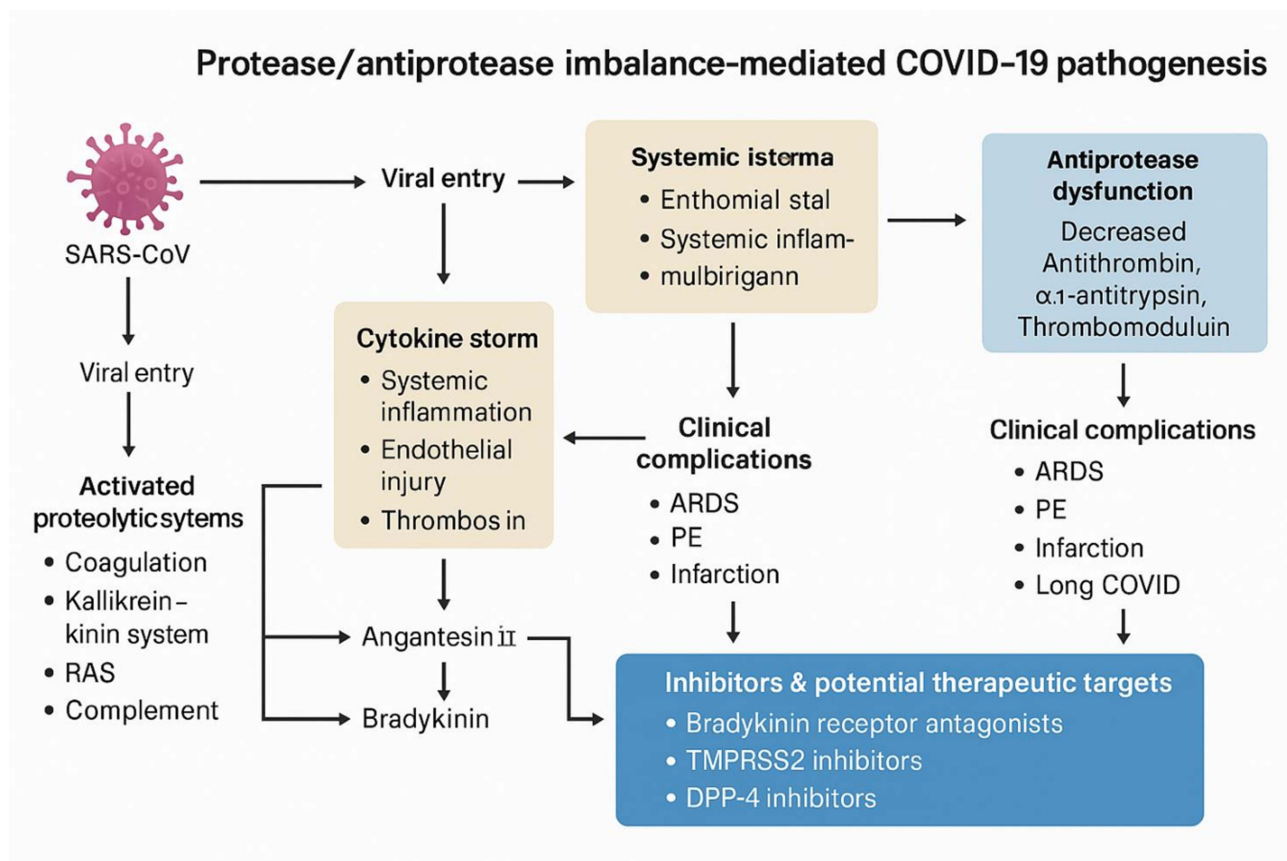 Protease/antiprotease imbalance-mediated COVID-19 pathogenesis
SARS-CoV
Viral entry
Activated
proteolytic sytems
• Coagulation
• Kallikrein–
kinin system
• RAS
• Complement
Viral entry
Cytokine storm
• Systemic
inflammation
• Endothelial
injury
• Thrombos in
Angantesin II
Bradykinin
Systemic isterma
• Enthomial stal
• Systemic inflam-
• mulbirigann
Clinical
complications
• ARDS
• PE
• Infarction
Antiprotease
dysfunction
Decreased
Antithrombin,
α.1-antitrypsin,
Thrombomoduluin
Clinical complications
• ARDS
• PE
• Infarction
• Long COVID
Inhibitors & potential therapeutic targets
• Bradykinin receptor antagonists
• TMPRSS2 inhibitors
• DPP-4 inhibitors